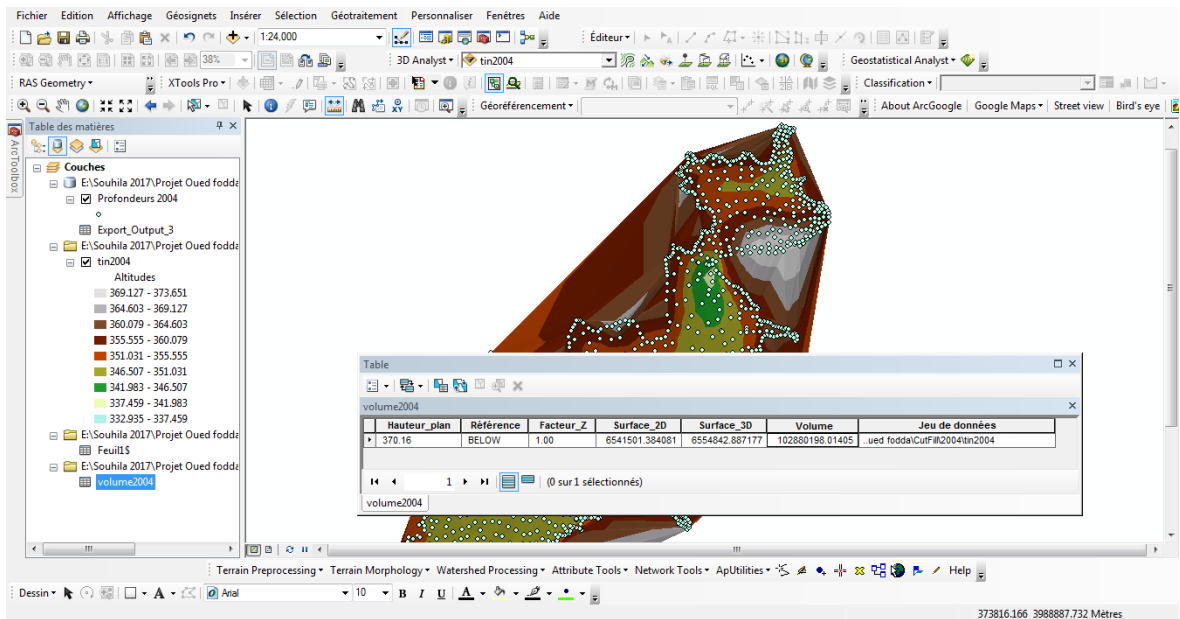 Fichier Edition Affichage Géosignets Insérer Sélection Géotraitement Personnaliser Fenêtres Aide
1:24,000 Éditeur
38% 3D Analyst tin2004 Geostatistical Analyst
RAS Geometry XTools Pro Classification
Géoréférencement About ArcGoogle Google Maps Street view Bird's eye
Table des matières
ArcToolbox
Couches
E:\Souhila 2017\Projet Oued fodda
Profondeurs 2004
Export_Output_3
E:\Souhila 2017\Projet Oued fodda
tin2004
Altitudes
369.127 - 373.651
364.603 - 369.127
360.079 - 364.603
355.555 - 360.079
351.031 - 355.555
346.507 - 351.031
341.983 - 346.507
337.459 - 341.983
332.935 - 337.459
E:\Souhila 2017\Projet Oued fodda
Feuil1$
E:\Souhila 2017\Projet Oued fodda
volume2004
Table
volume2004
Hauteur_plan Référence Facteur_Z Surface_2D Surface_3D Volume Jeu de données
370.16 BELOW 1.00 6541501.384081 6554842.887177 102880198.01405 ..ued fodda\CutFill\2004\tin2004
1 (0 sur 1 sélectionnés)
volume2004
Terrain Preprocessing Terrain Morphology Watershed Processing Attribute Tools Network Tools ApUtilities Help
Dessin A Arial 10 B I U A
373816.166 3988887.732 Mètres